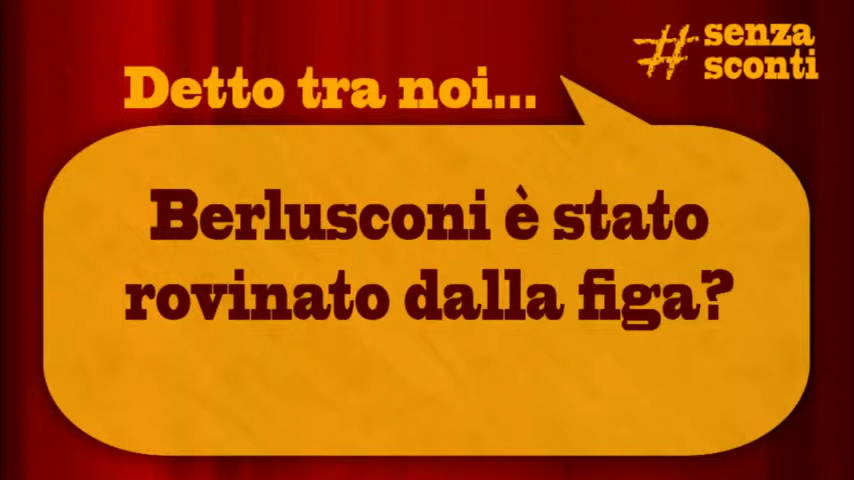 #senza
sconti
Detto tra noi...
Berlusconi è stato
rovinato dalla figa?